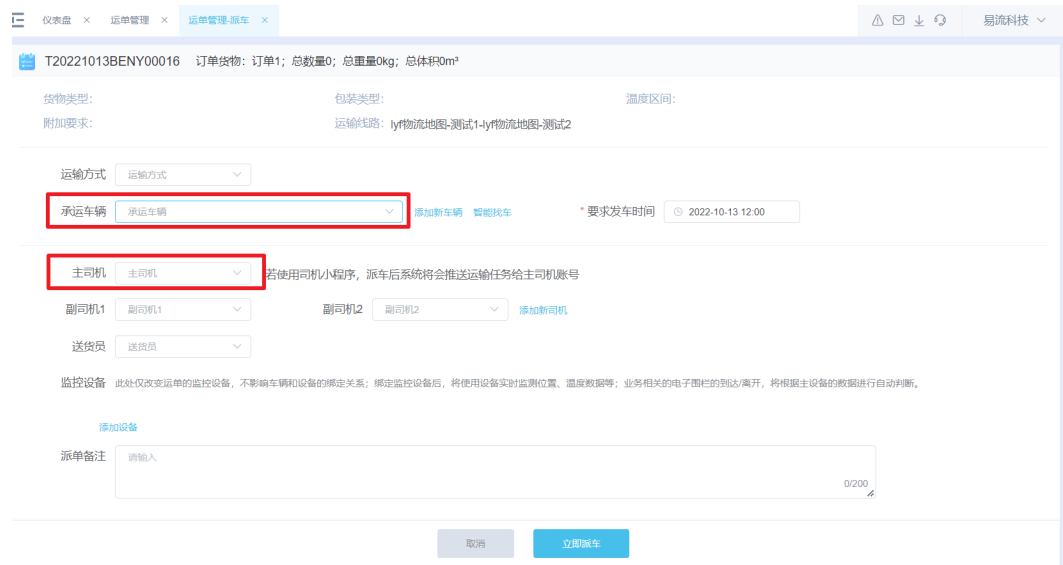 仪表盘 × 运单管理 × 运单管理-派车 × 易流科技
T20221013BENY00016 订单货物：订单1；总数量0；总重量0kg；总体积0m³
货物类型： 包装类型： 温度区间：
附加要求： 运输线路：lyf物流地图-测试1-lyf物流地图-测试2
运输方式 运输方式
承运车辆 承运车辆 添加新车辆 智能找车 *要求发车时间 2022-10-13 12:00
主司机 主司机 若使用司机小程序，派车后系统将会推送运输任务给主司机账号
副司机1 副司机1 副司机2 副司机2 添加新司机
送货员 送货员
监控设备 此处仅改变运单的监控设备，不影响车辆和设备的绑定关系；绑定监控设备后，将使用设备实时监测位置、温度数据等；业务相关的电子围栏的到达/离开，将根据主设备的数据进行自动判断。
添加设备
派单备注 请输入
0/200
取消 立即派车